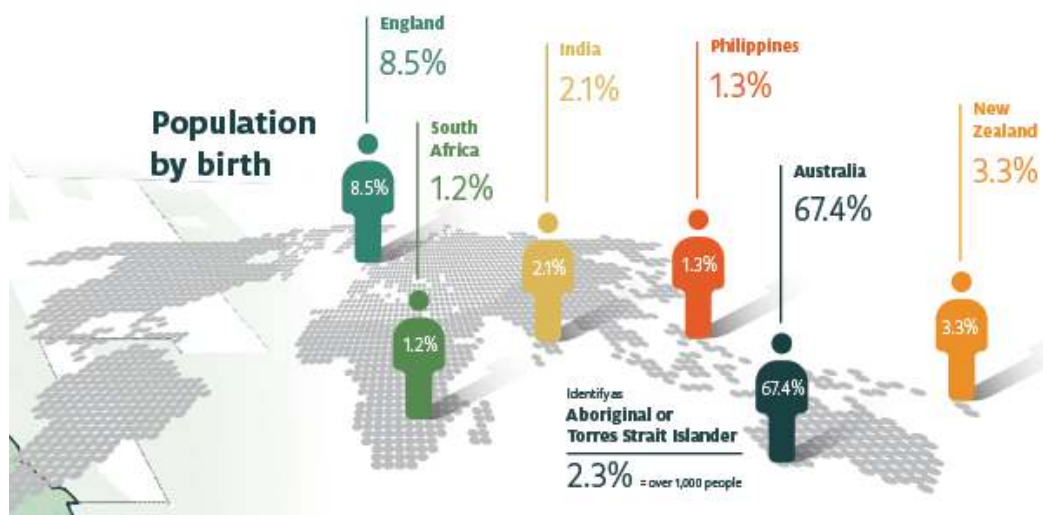 Population
by birth
England
8.5%
8.5%
South
Africa
1.2%
1.2%
India
2.1%
2.1%
Philippines
1.3%
1.3%
Australia
67.4%
67.4%
New
Zealand
3.3%
3.3%
Identify as
Aboriginal or
Torres Strait Islander
2.3% = over 1,000 people